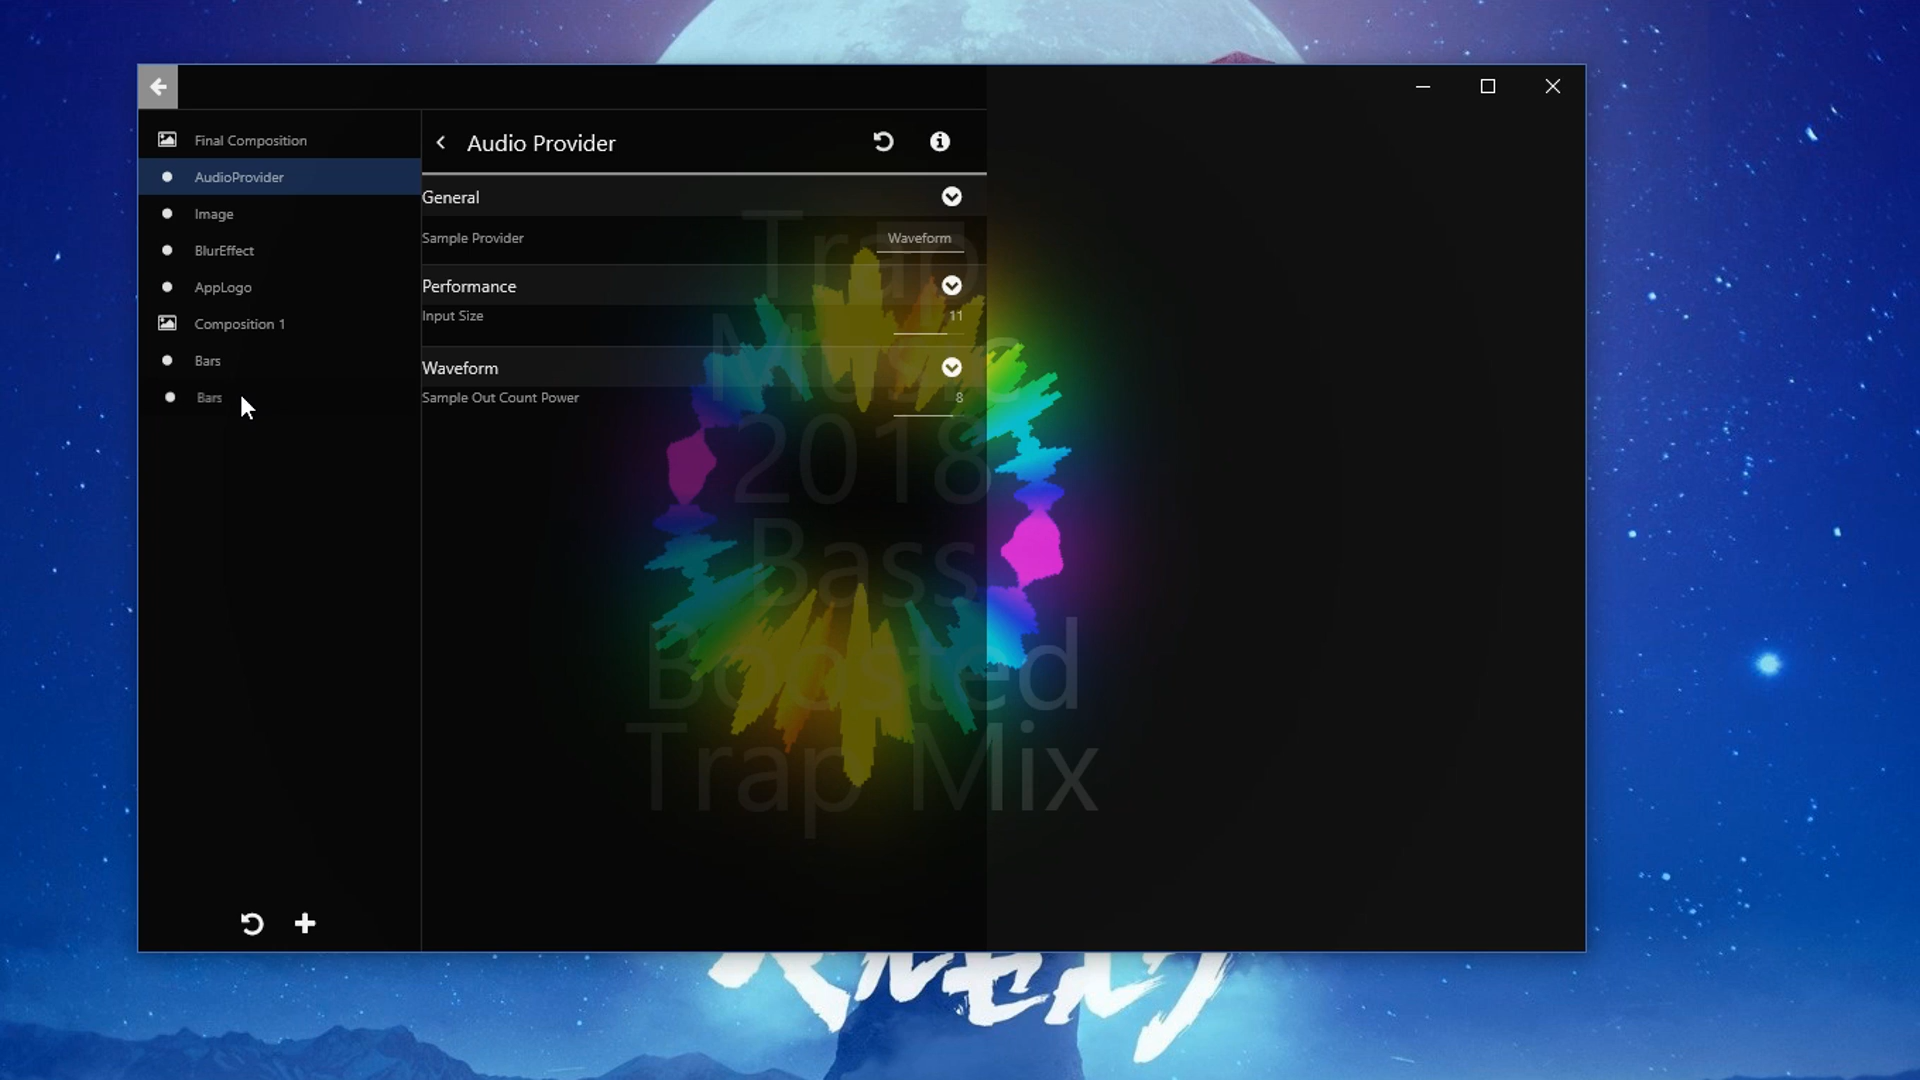 Final Composition
AudioProvider
Image
BlurEffect
AppLogo
Composition 1
Bars
Bars
Audio Provider
General
Sample Provider
Waveform
Performance
Input Size
11
Waveform
Sample Out Count Power
8
Trap
Music
2018
Bass
Boosted
Trap Mix